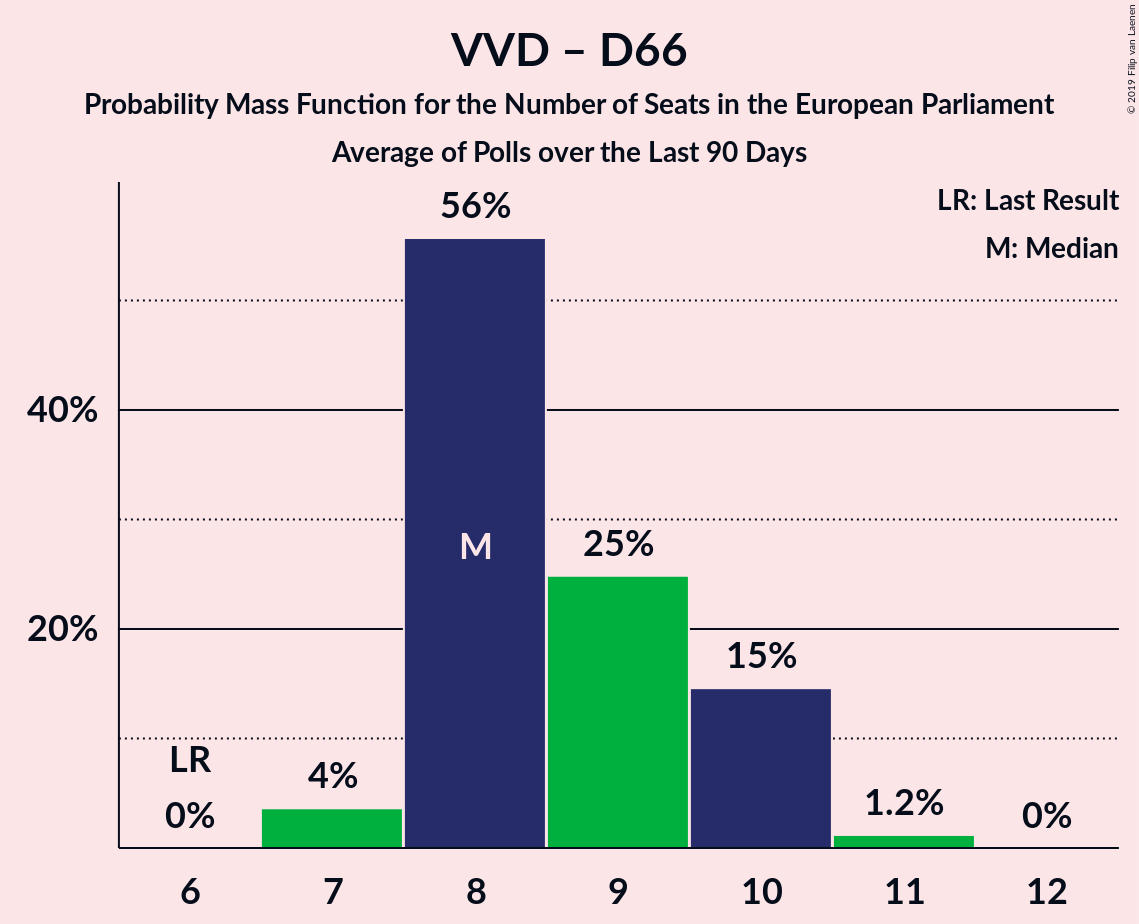 VVD – D66
Probability Mass Function for the Number of Seats in the European Parliament
Average of Polls over the Last 90 Days
© 2019 Filip van Laenen
LR: Last Result
M: Median
56%
40%
M
25%
20%
15%
LR
0%
4%
1.2%
0%
6 7 8 9 10 11 12